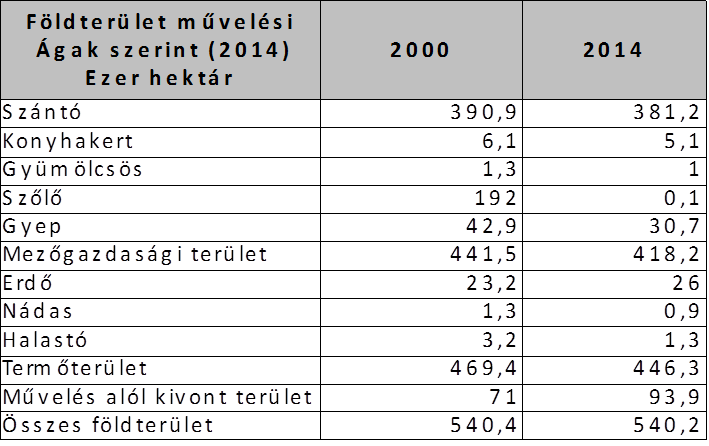 Földterület művelési
Ágak szerint (2014)
Ezer hektár
2000 2014
Szántó 390,9 381,2
Konyhakert 6,1 5,1
Gyümölcsös 1,3 1
Szőlő 192 0,1
Gyep 42,9 30,7
Mezőgazdasági terület 441,5 418,2
Erdő 23,2 26
Nádas 1,3 0,9
Halastó 3,2 1,3
Termőterület 469,4 446,3
Művelés alól kivont terület 71 93,9
Összes földterület 540,4 540,2